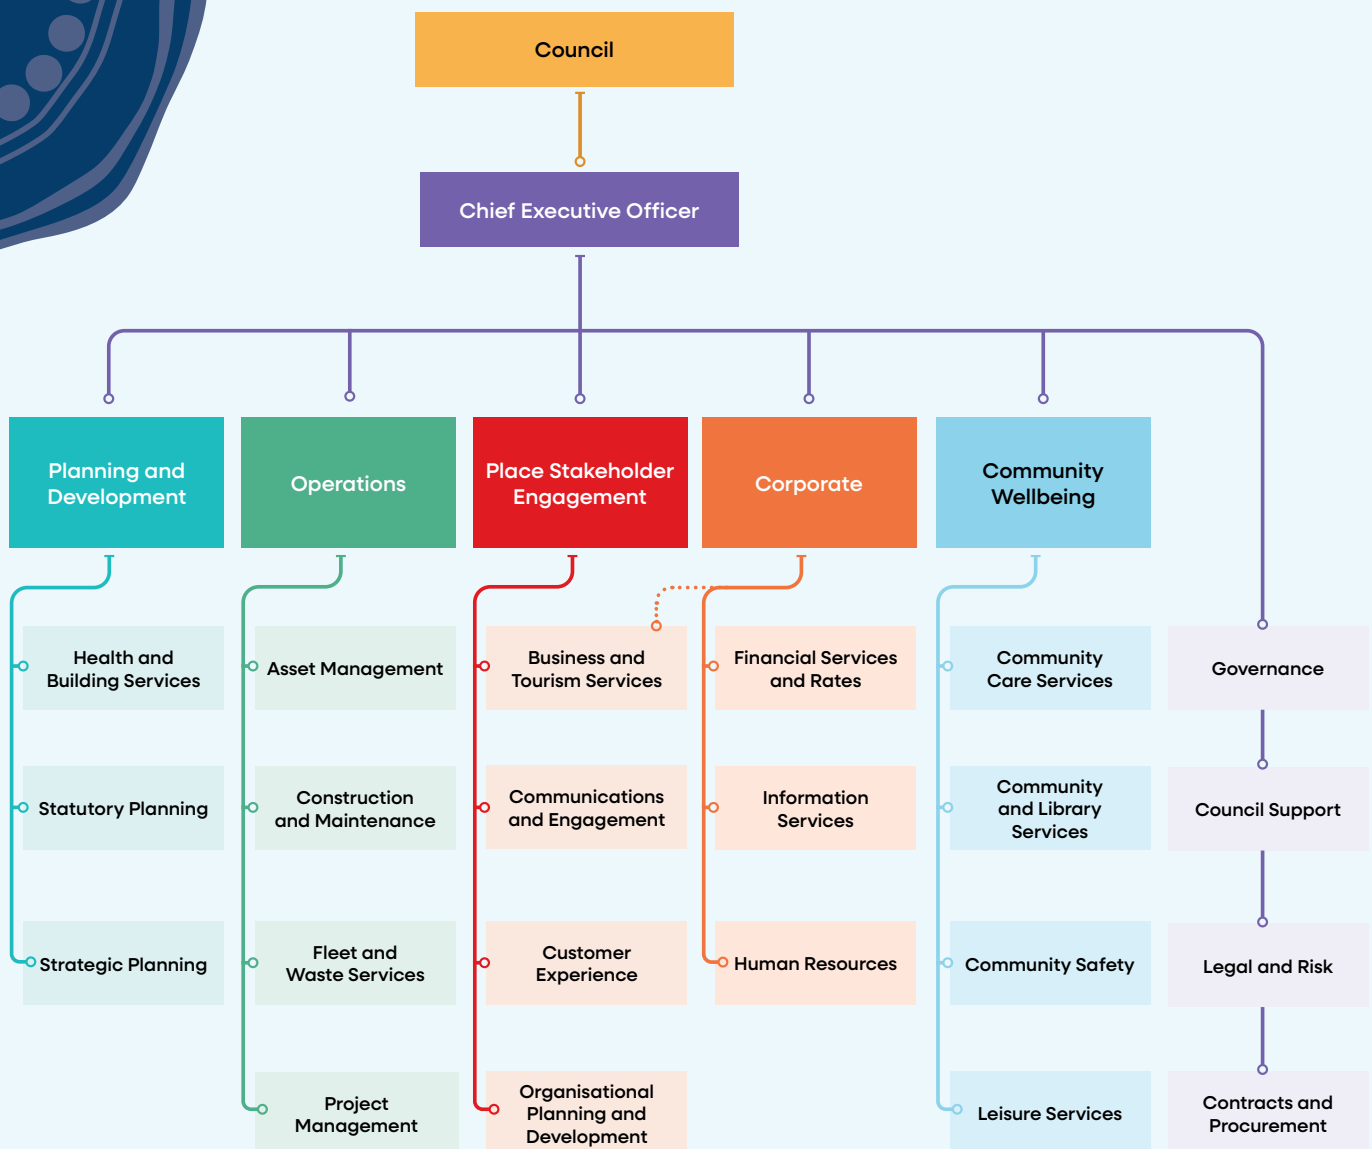 Council
Chief Executive Officer
Planning and
Development
Operations
Place Stakeholder
Engagement
Corporate
Community
Wellbeing
Health and
Building Services
Asset Management
Business and
Tourism Services
Financial Services
and Rates
Community
Care Services
Governance
Statutory Planning
Construction
and Maintenance
Communications
and Engagement
Information
Services
Community
and Library
Services
Council Support
Strategic Planning
Fleet and
Waste Services
Customer
Experience
Human Resources
Community Safety
Legal and Risk
Project
Management
Organisational
Planning and
Development
Leisure Services
Contracts and
Procurement